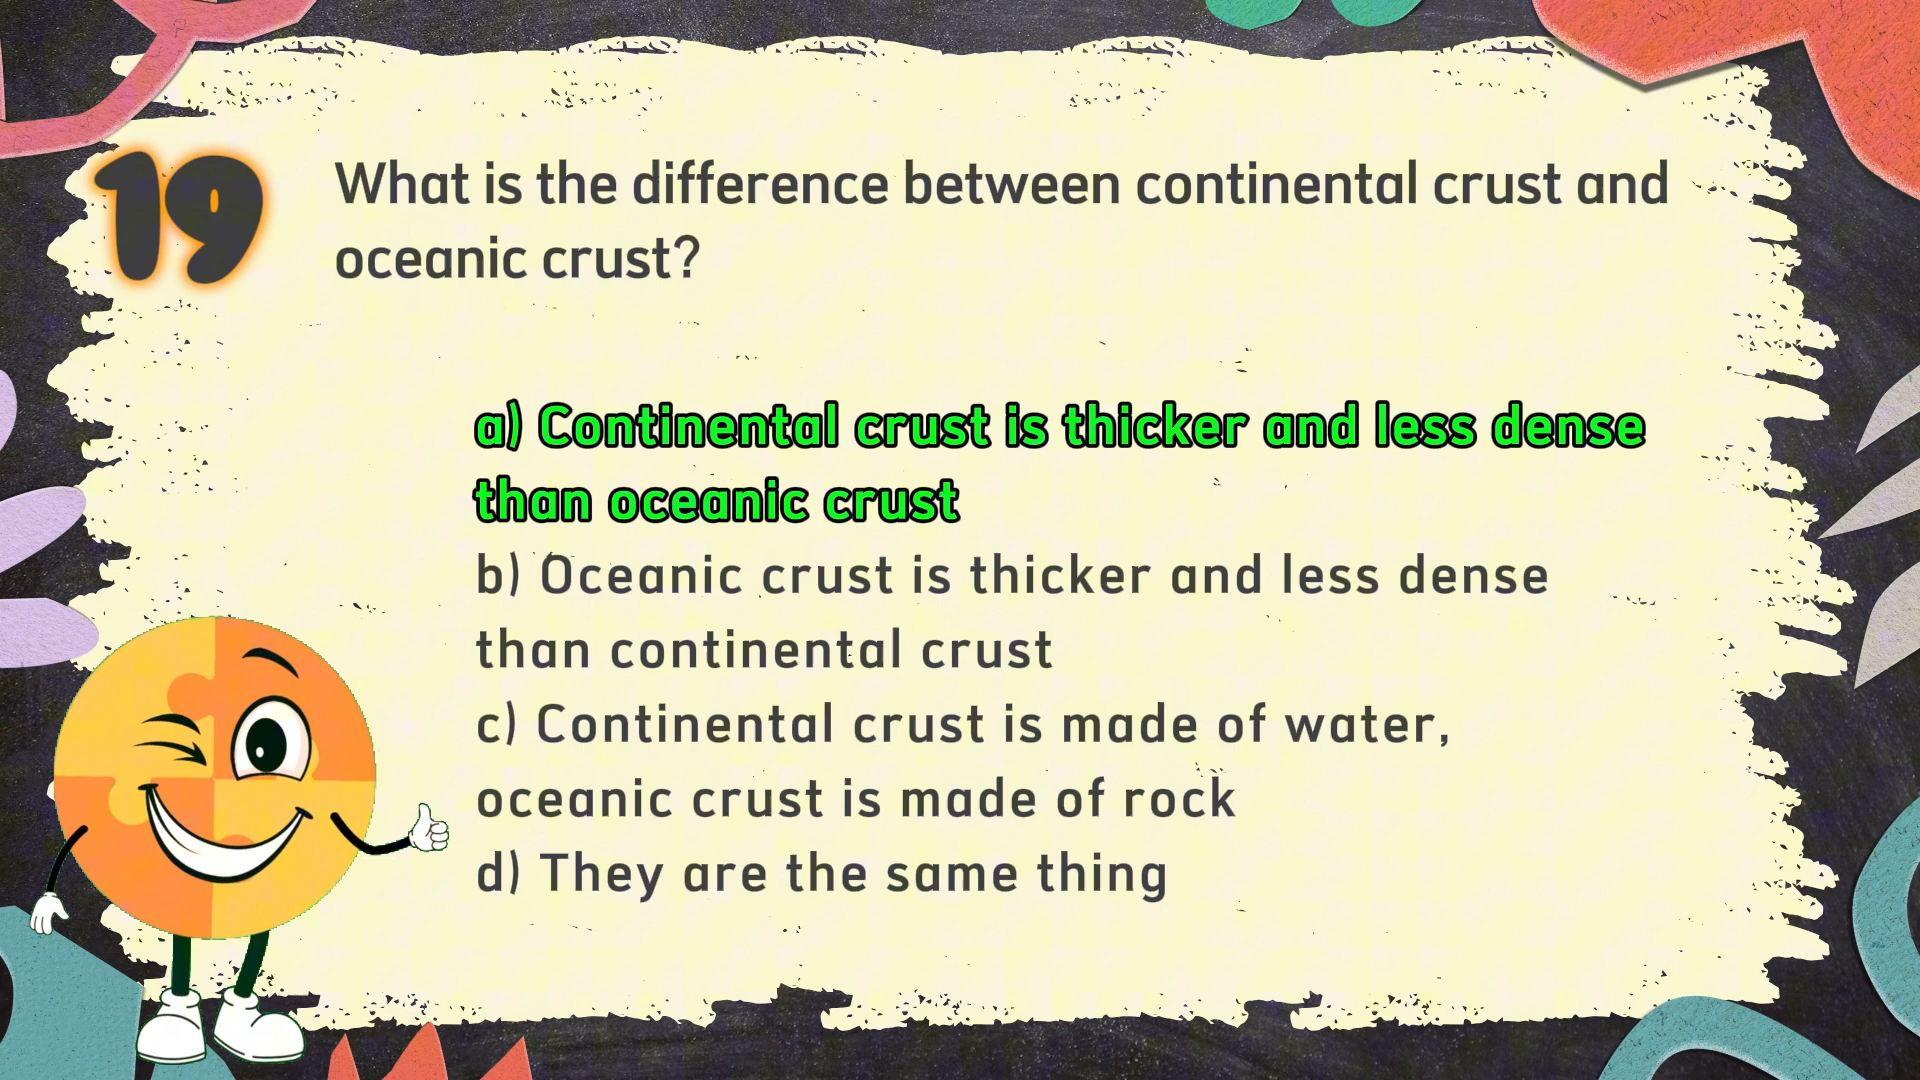 19
What is the difference between continental crust and
oceanic crust?
a) Continental crust is thicker and less dense
than oceanic crust
b) Oceanic crust is thicker and less dense
than continental crust
c) Continental crust is made of water,
oceanic crust is made of rock
d) They are the same thing